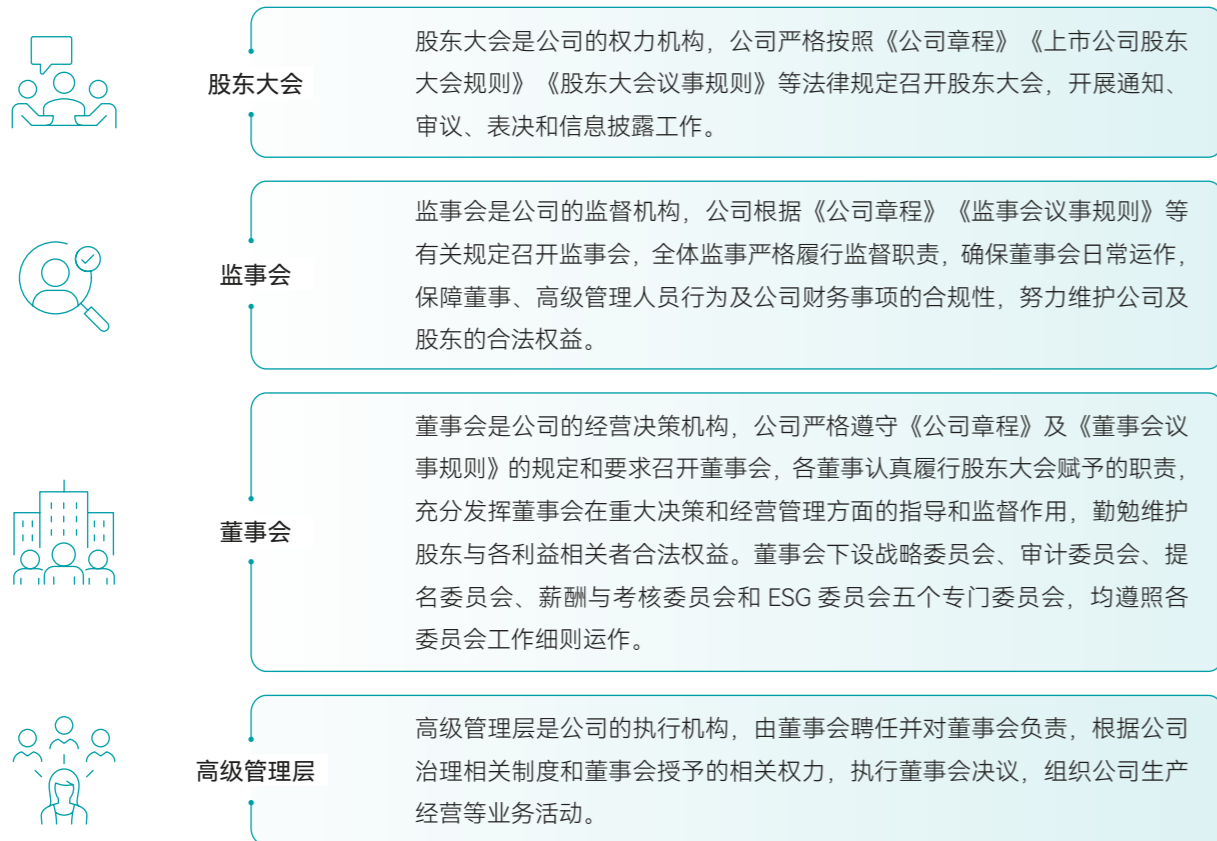 股东大会
股东大会是公司的权力机构，公司严格按照《公司章程》《上市公司股东
大会规则》《股东大会议事规则》等法律规定召开股东大会，开展通知、
审议、表决和信息披露工作。
监事会
监事会是公司的监督机构，公司根据《公司章程》《监事会议事规则》等
有关规定召开监事会，全体监事严格履行监督职责，确保董事会日常运作，
保障董事、高级管理人员行为及公司财务事项的合规性，努力维护公司及
股东的合法权益。
董事会
董事会是公司的经营决策机构，公司严格遵守《公司章程》及《董事会议
事规则》的规定和要求召开董事会，各董事认真履行股东大会赋予的职责，
充分发挥董事会在重大决策和经营管理方面的指导和监督作用，勤勉维护
股东与各利益相关者合法权益。董事会下设战略委员会、审计委员会、提
名委员会、薪酬与考核委员会和 ESG 委员会五个专门委员会，均遵照各
委员会工作细则运作。
高级管理层
高级管理层是公司的执行机构，由董事会聘任并对董事会负责，根据公司
治理相关制度和董事会授予的相关权力，执行董事会决议，组织公司生产
经营等业务活动。